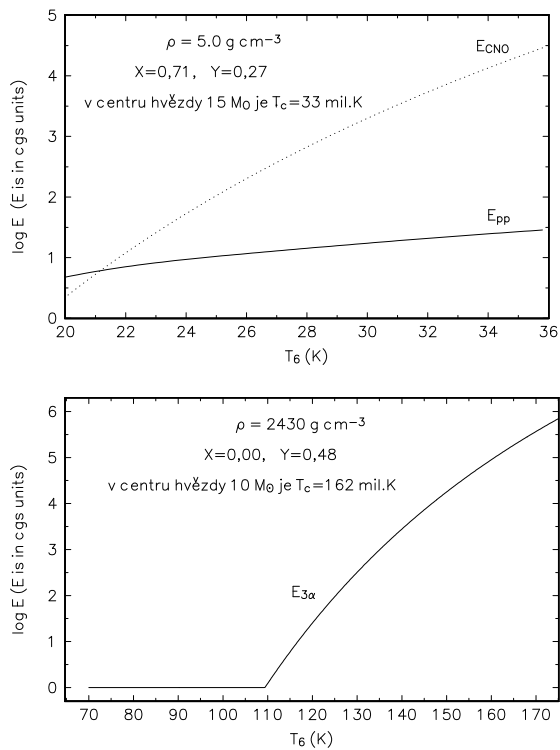 5
4
3
2
1
0
log E (E is in cgs units)
ρ = 5.0 g cm⁻³
X=0,71, Y=0,27
v centru hvězdy 15 M⊙ je T_c=33 mil.K
E_CNO
E_pp
20 22 24 26 28 30 32 34 36
T₆ (K)
6
5
4
3
2
1
0
log E (E is in cgs units)
ρ = 2430 g cm⁻³
X=0,00, Y=0,48
v centru hvězdy 10 M⊙ je T_c=162 mil.K
E_3α
70 80 90 100 110 120 130 140 150 160 170
T₆ (K)